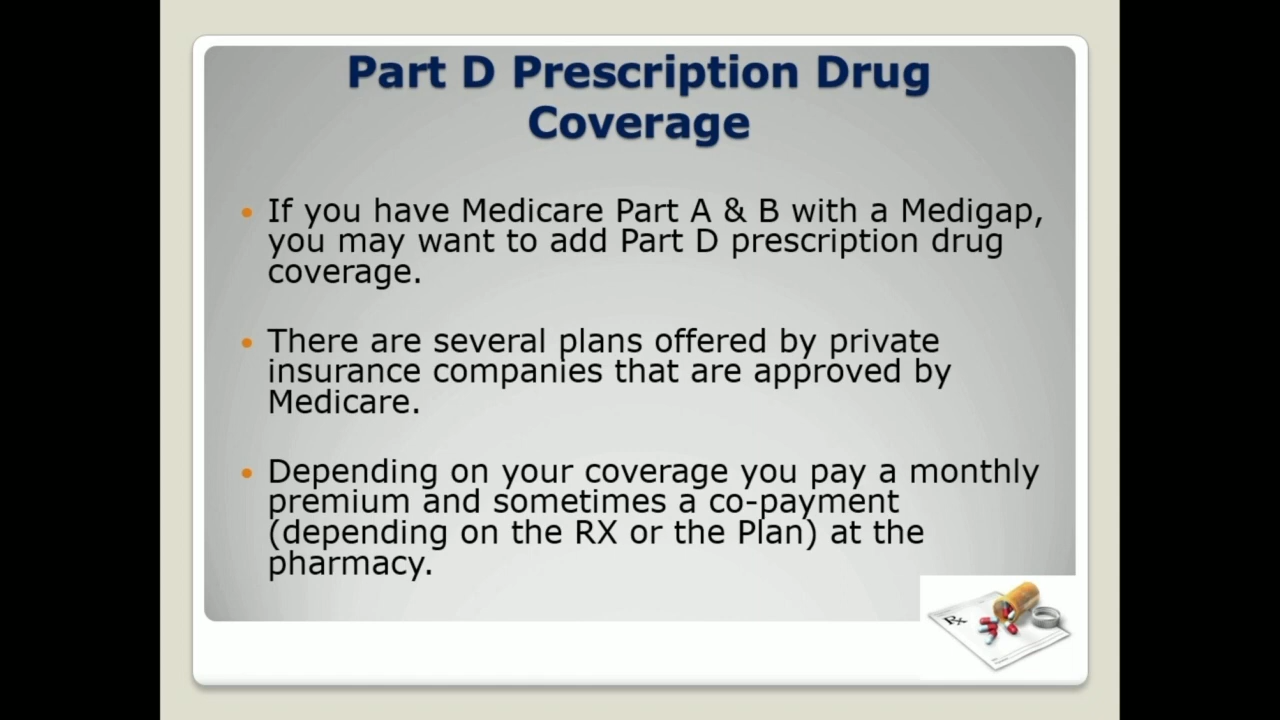 Part D Prescription Drug
Coverage
• If you have Medicare Part A & B with a Medigap,
you may want to add Part D prescription drug
coverage.
• There are several plans offered by private
insurance companies that are approved by
Medicare.
• Depending on your coverage you pay a monthly
premium and sometimes a co-payment
(depending on the RX or the Plan) at the
pharmacy.
Rx